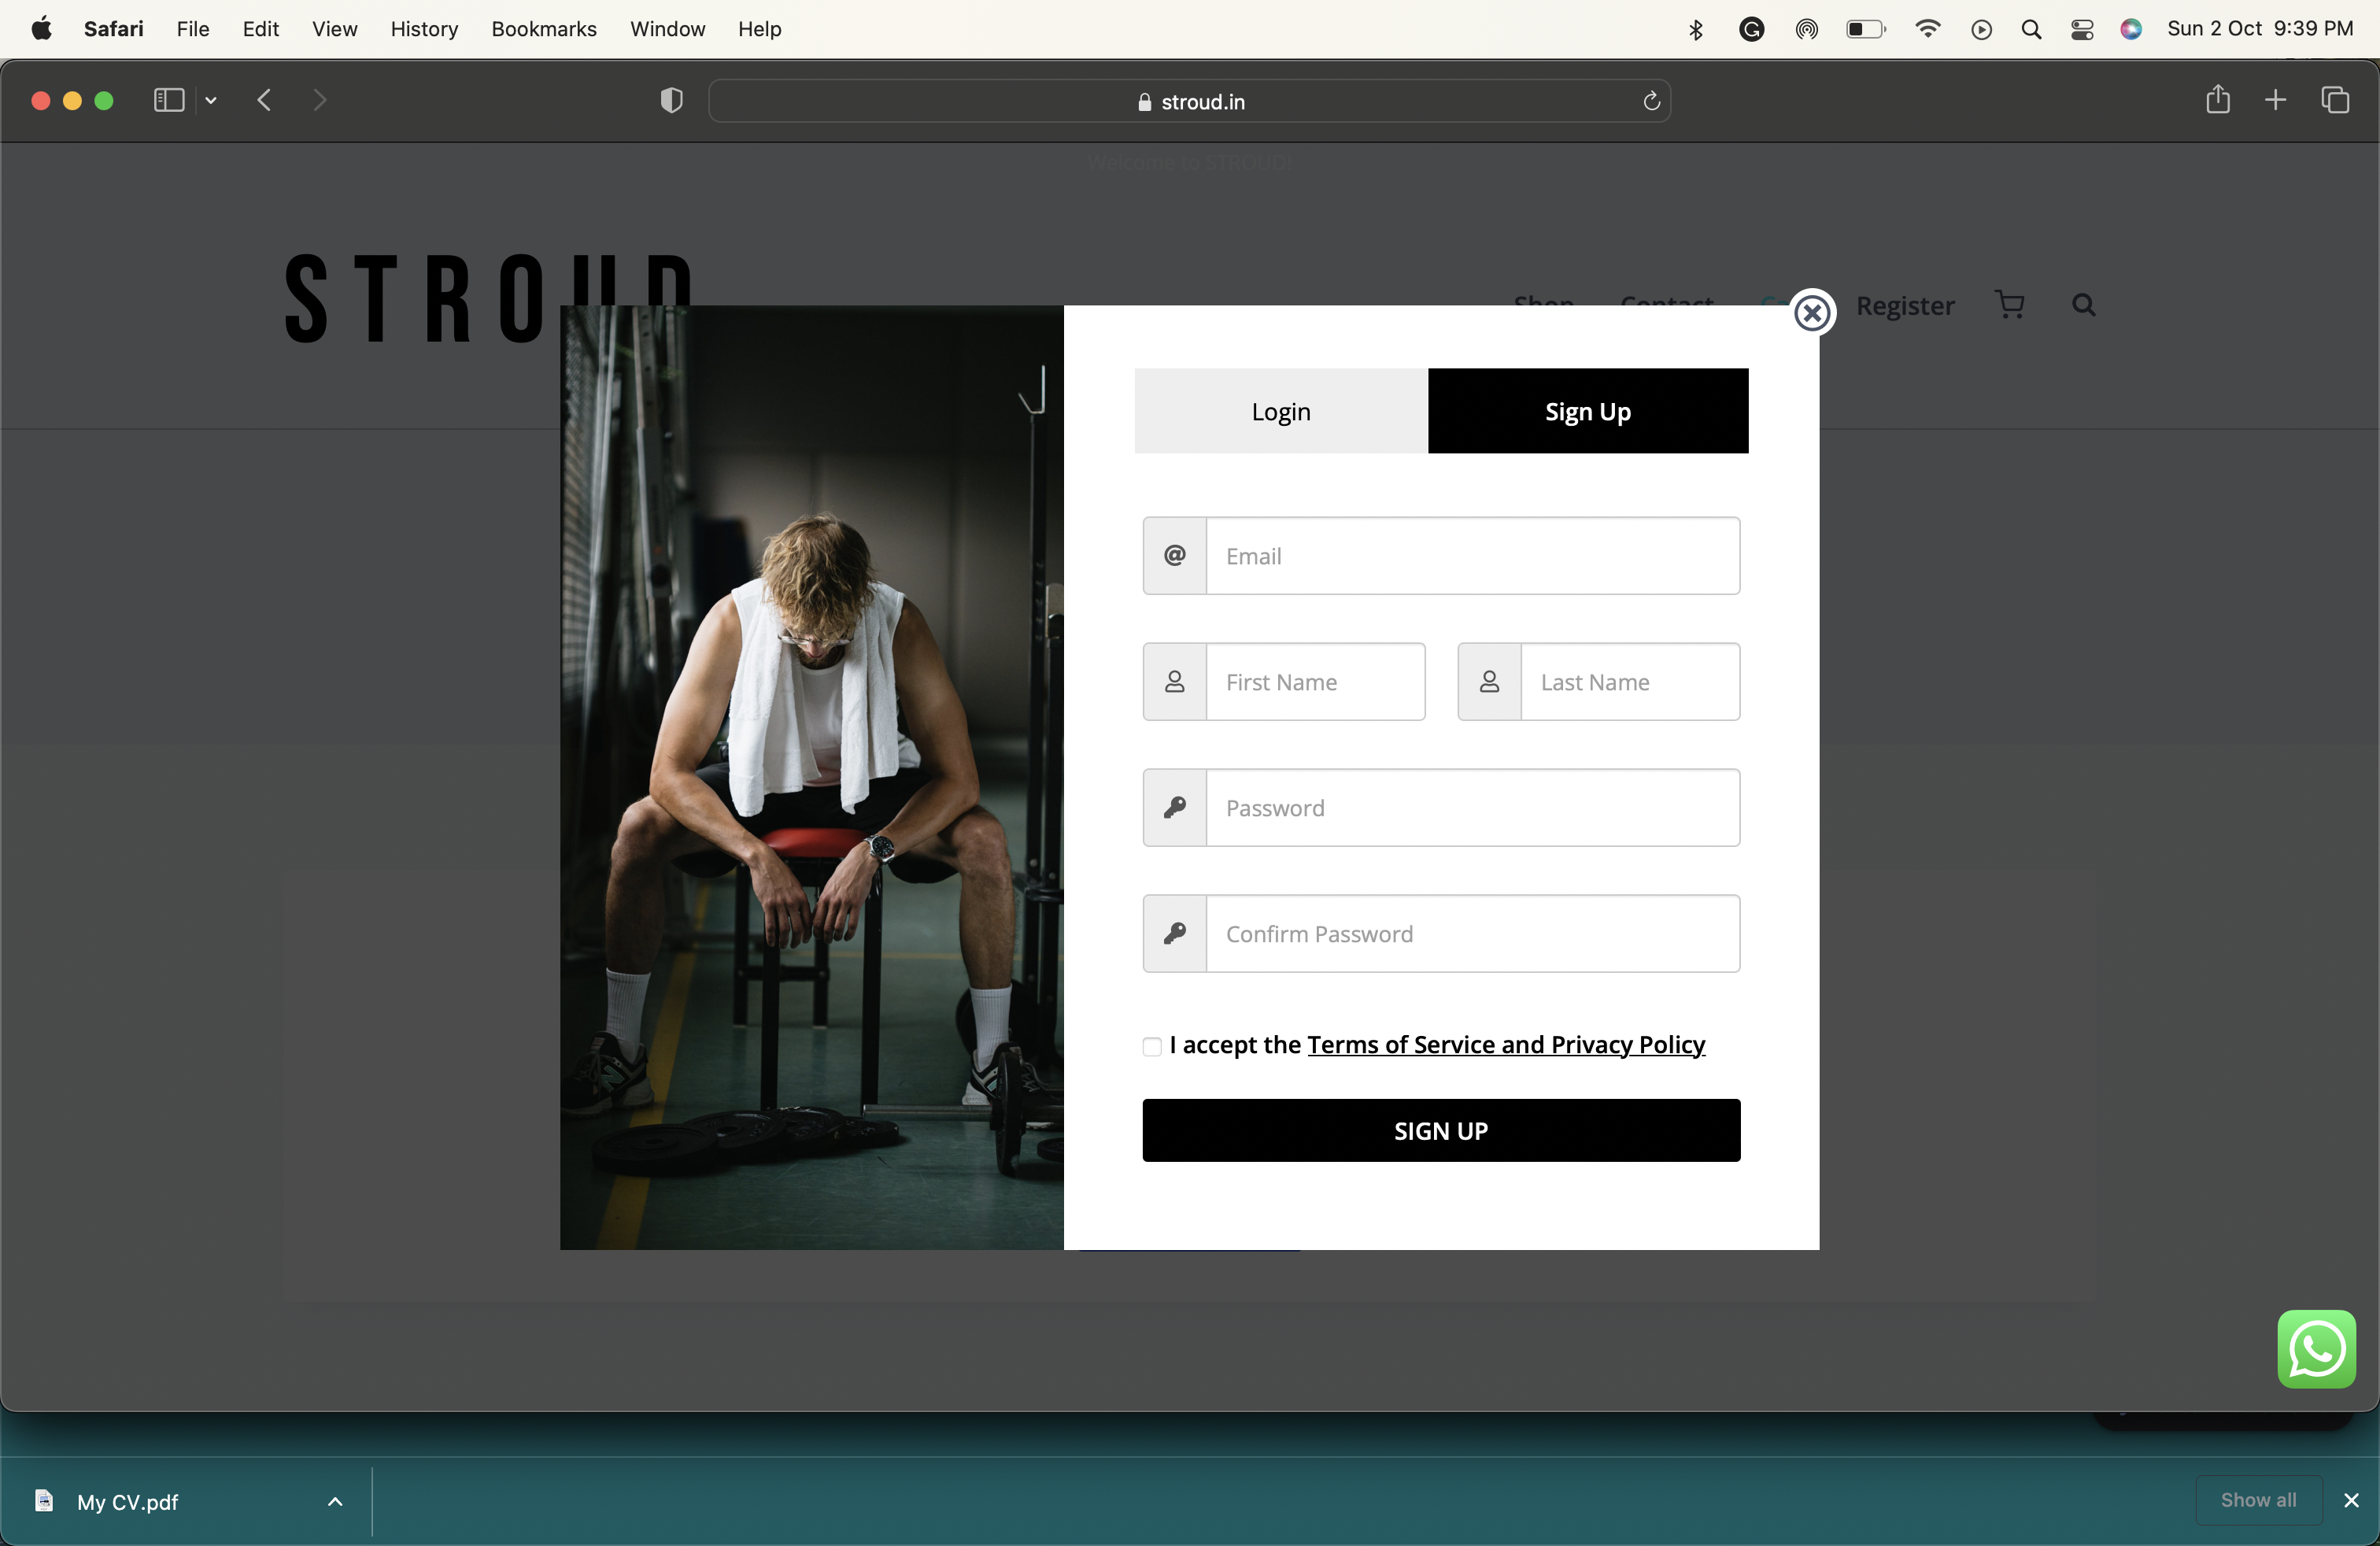 Safari File Edit View History Bookmarks Window Help Sun 2 Oct 9:39 PM
stroud.in
Welcome to STROUD!
STROUD
Shop Contact Register
Login Sign Up
@ Email
First Name Last Name
Password
Confirm Password
I accept the Terms of Service and Privacy Policy
SIGN UP
My CV.pdf Show all